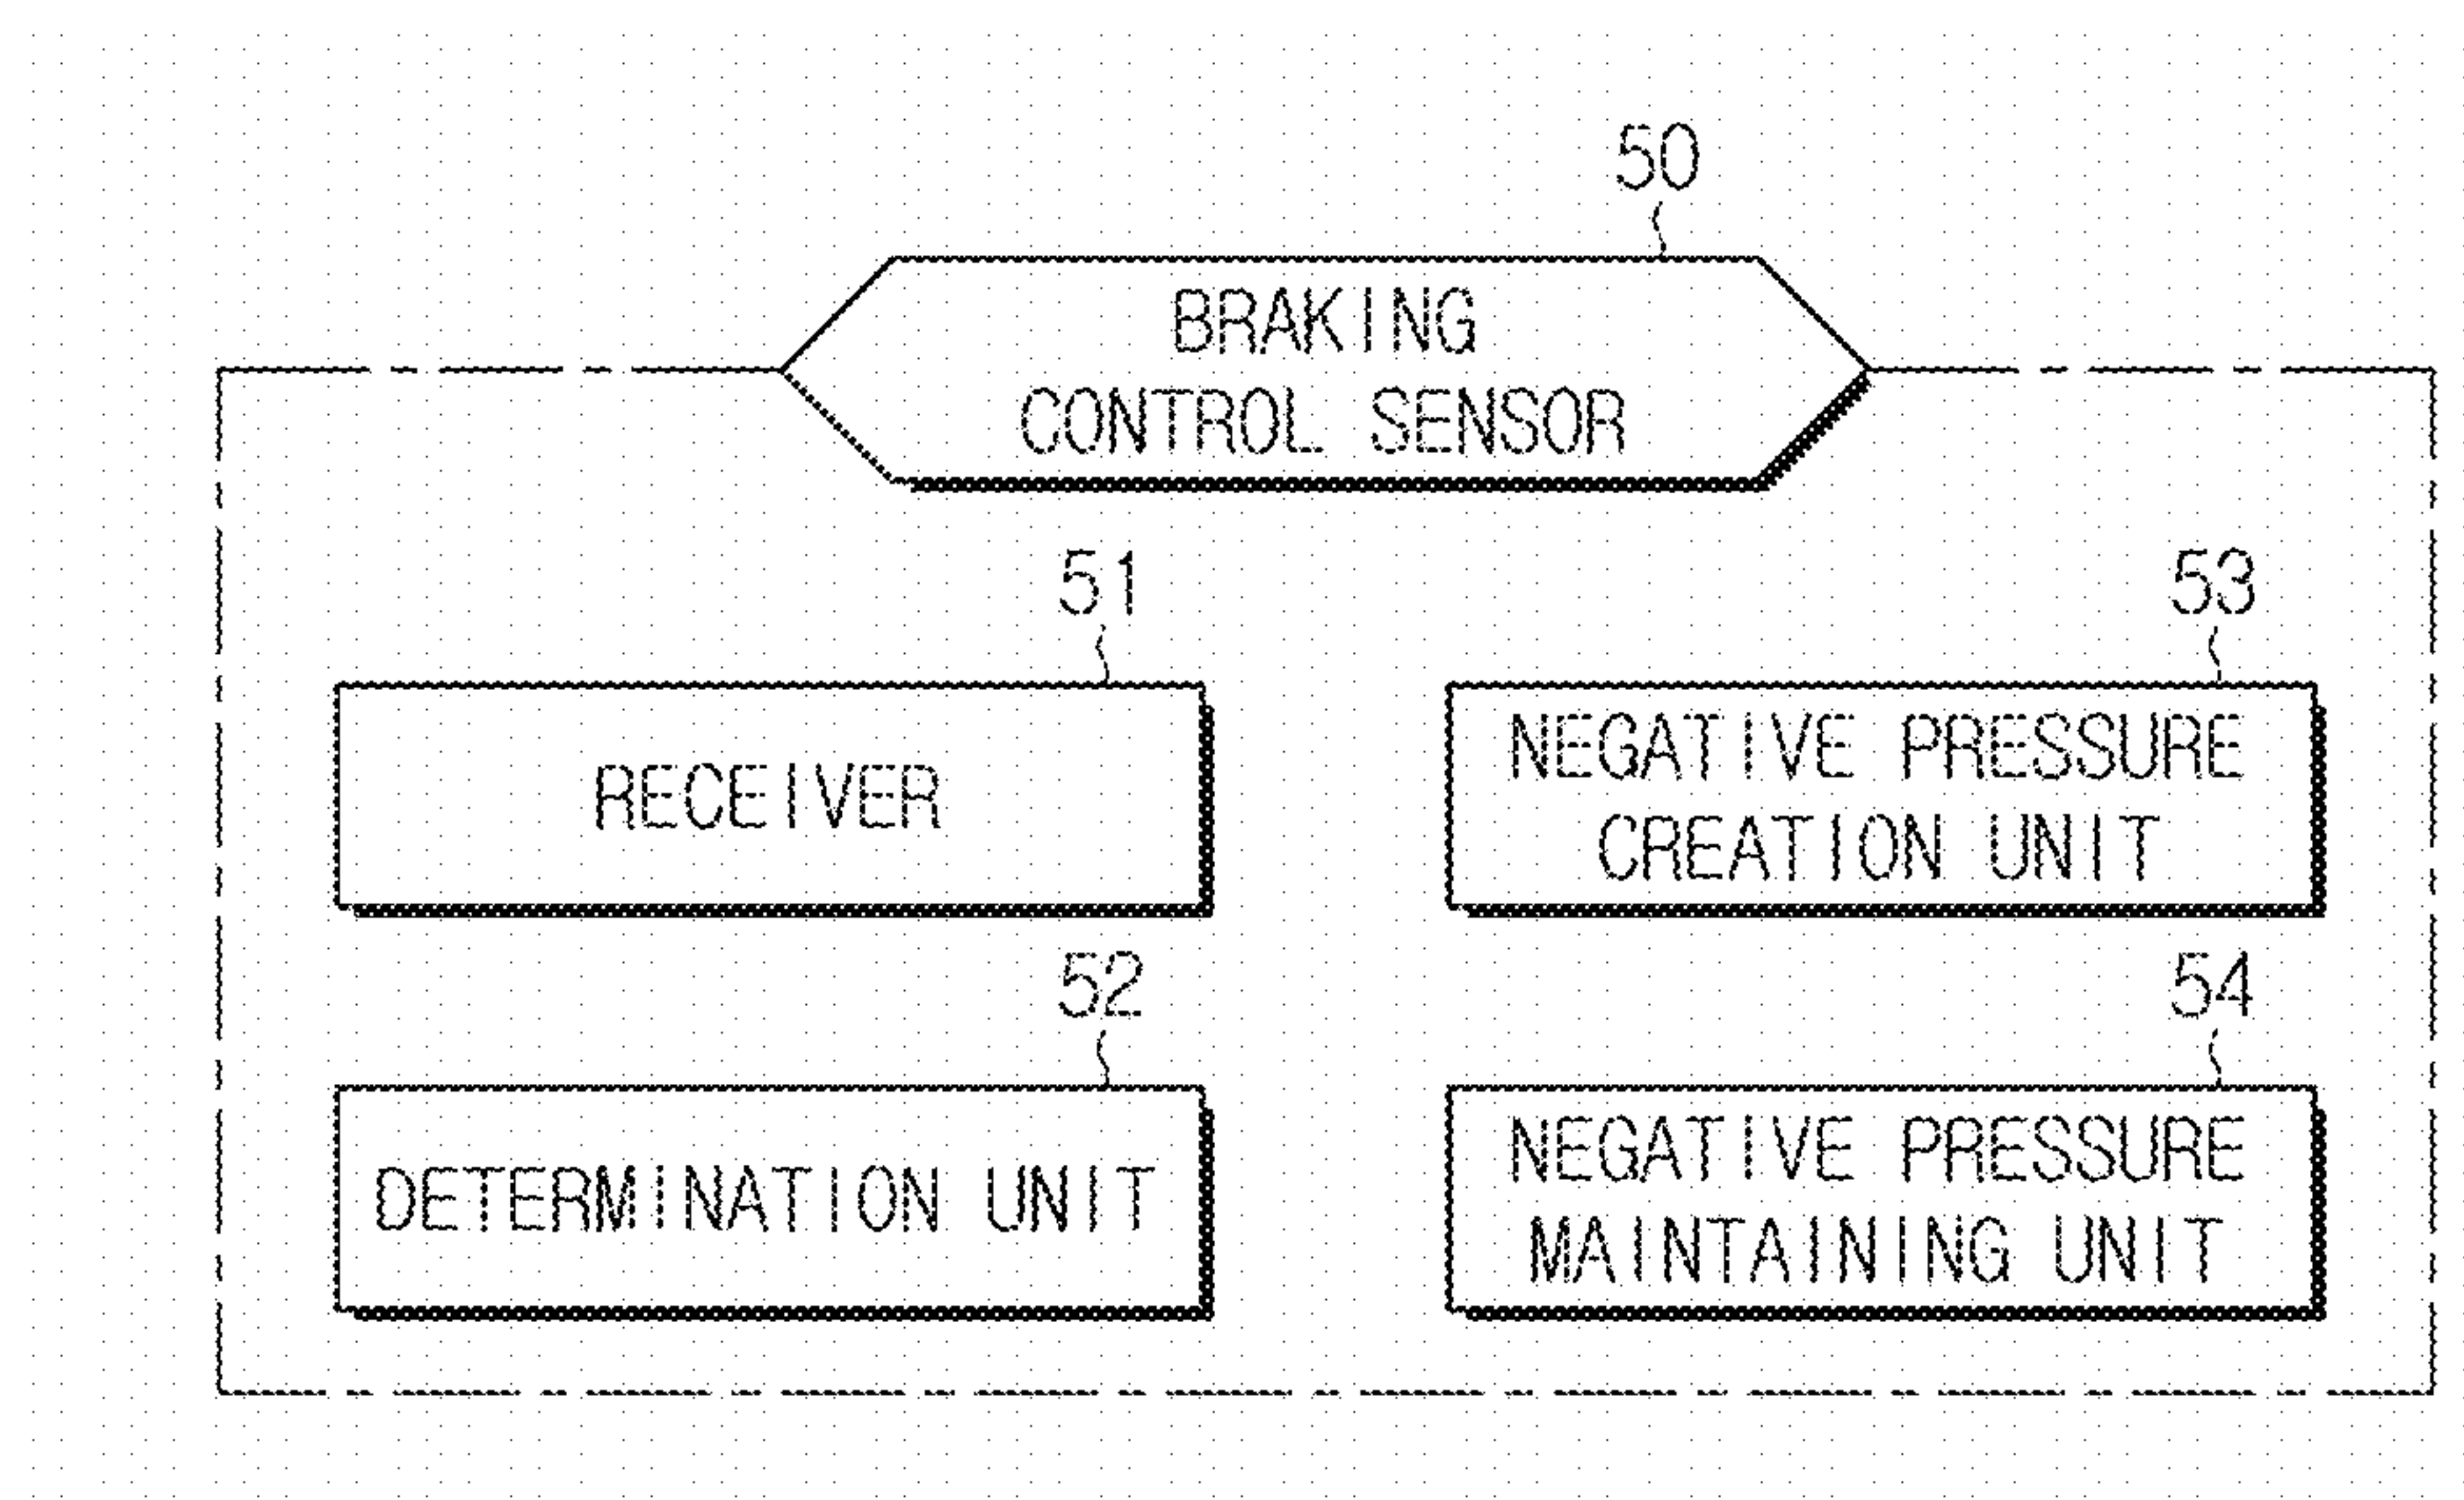 50
BRAKING
CONTROL SENSOR
51
RECEIVER
52
DETERMINATION UNIT
53
NEGATIVE PRESSURE
CREATION UNIT
54
NEGATIVE PRESSURE
MAINTAINING UNIT